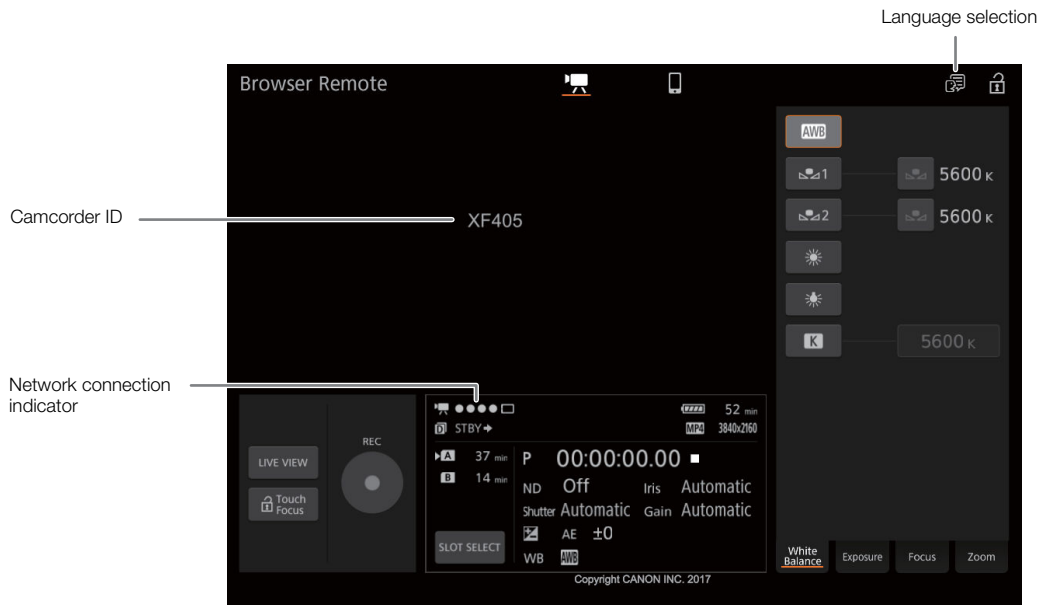 Language selection
Browser Remote
AWB
1 5600 K
Camcorder ID
XF405
2 5600 K
K 5600 K
Network connection
indicator
52 min
D STBY MP4 3840x2160
REC
LIVE VIEW
A 37 min P 00:00:00.00
B 14 min
ND Off Iris Automatic
Touch
Focus
Shutter Automatic Gain Automatic
AE ±0
SLOT SELECT
WB AWB
White
Balance Exposure Focus Zoom
Copyright CANON INC. 2017